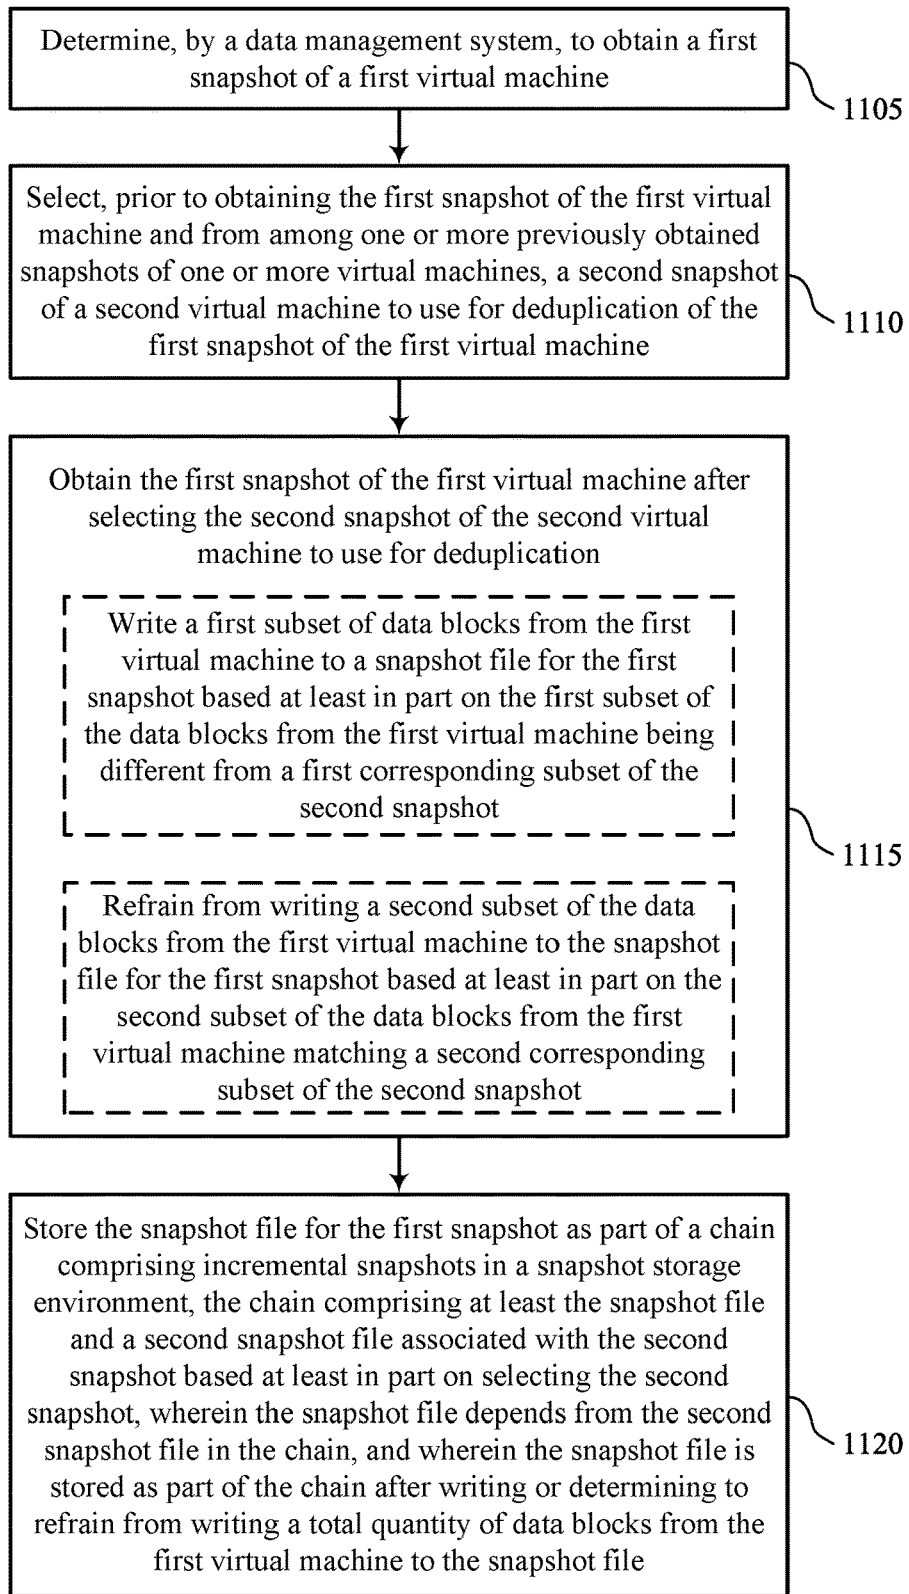 Determine, by a data management system, to obtain a first
snapshot of a first virtual machine
1105
Select, prior to obtaining the first snapshot of the first virtual
machine and from among one or more previously obtained
snapshots of one or more virtual machines, a second snapshot
of a second virtual machine to use for deduplication of the
first snapshot of the first virtual machine
1110
Obtain the first snapshot of the first virtual machine after
selecting the second snapshot of the second virtual
machine to use for deduplication
Write a first subset of data blocks from the first
virtual machine to a snapshot file for the first
snapshot based at least in part on the first subset of
the data blocks from the first virtual machine being
different from a first corresponding subset of the
second snapshot
1115
Refrain from writing a second subset of the data
blocks from the first virtual machine to the snapshot
file for the first snapshot based at least in part on the
second subset of the data blocks from the first
virtual machine matching a second corresponding
subset of the second snapshot
Store the snapshot file for the first snapshot as part of a chain
comprising incremental snapshots in a snapshot storage
environment, the chain comprising at least the snapshot file
and a second snapshot file associated with the second
snapshot based at least in part on selecting the second
snapshot, wherein the snapshot file depends from the second
snapshot file in the chain, and wherein the snapshot file is
stored as part of the chain after writing or determining to
refrain from writing a total quantity of data blocks from the
first virtual machine to the snapshot file
1120